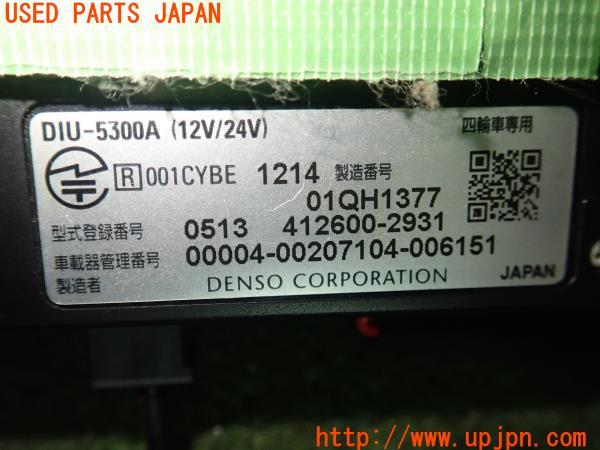 USED PARTS JAPAN
DIU-5300A (12V/24V) 四輪車専用
R 001CYBE 1214 製造番号
01QH1377
型式登録番号 0513 412600-2931
車載器管理番号 00004-00207104-006151
製造者 DENSO CORPORATION JAPAN
http://www.upjpn.com/